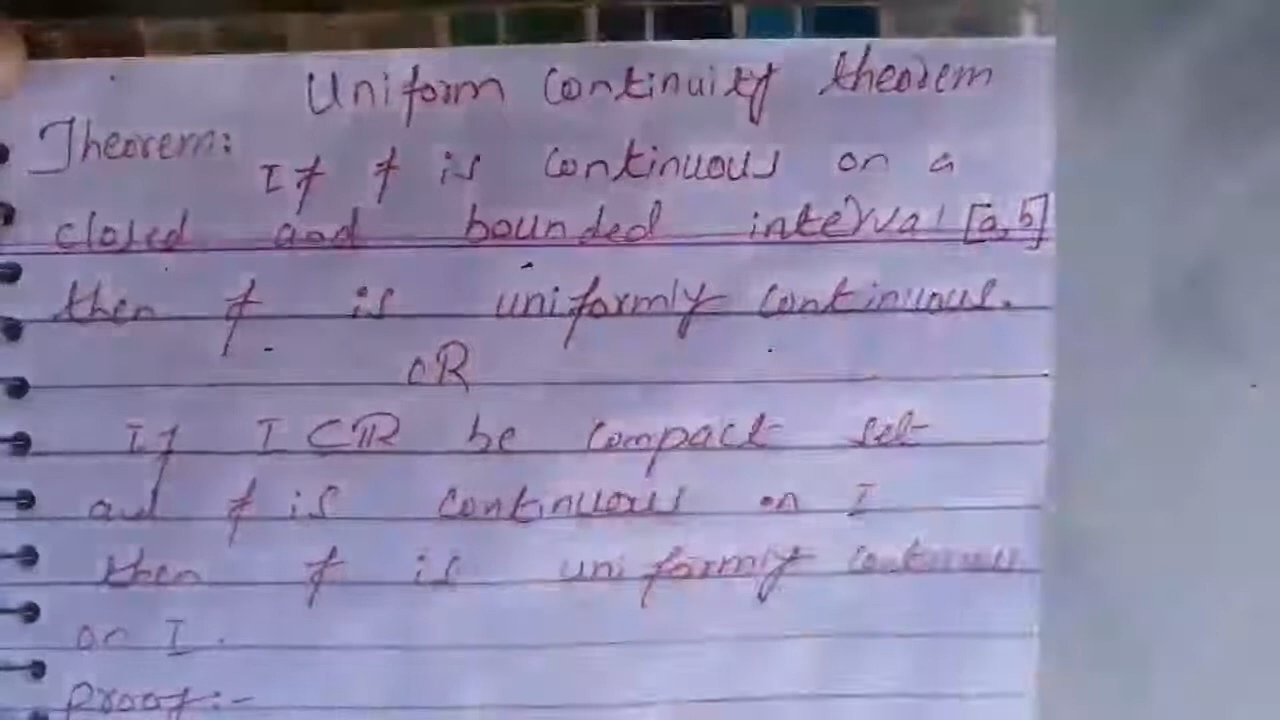 Uniform continuity theorem
Theorem:
If f is continuous on a
closed and bounded interval [a,b]
then f is uniformly continuous.
OR
If I ⊂ ℝ be compact set
and f is continuous on I
then f is uniformly continuous
on I.
Proof:-